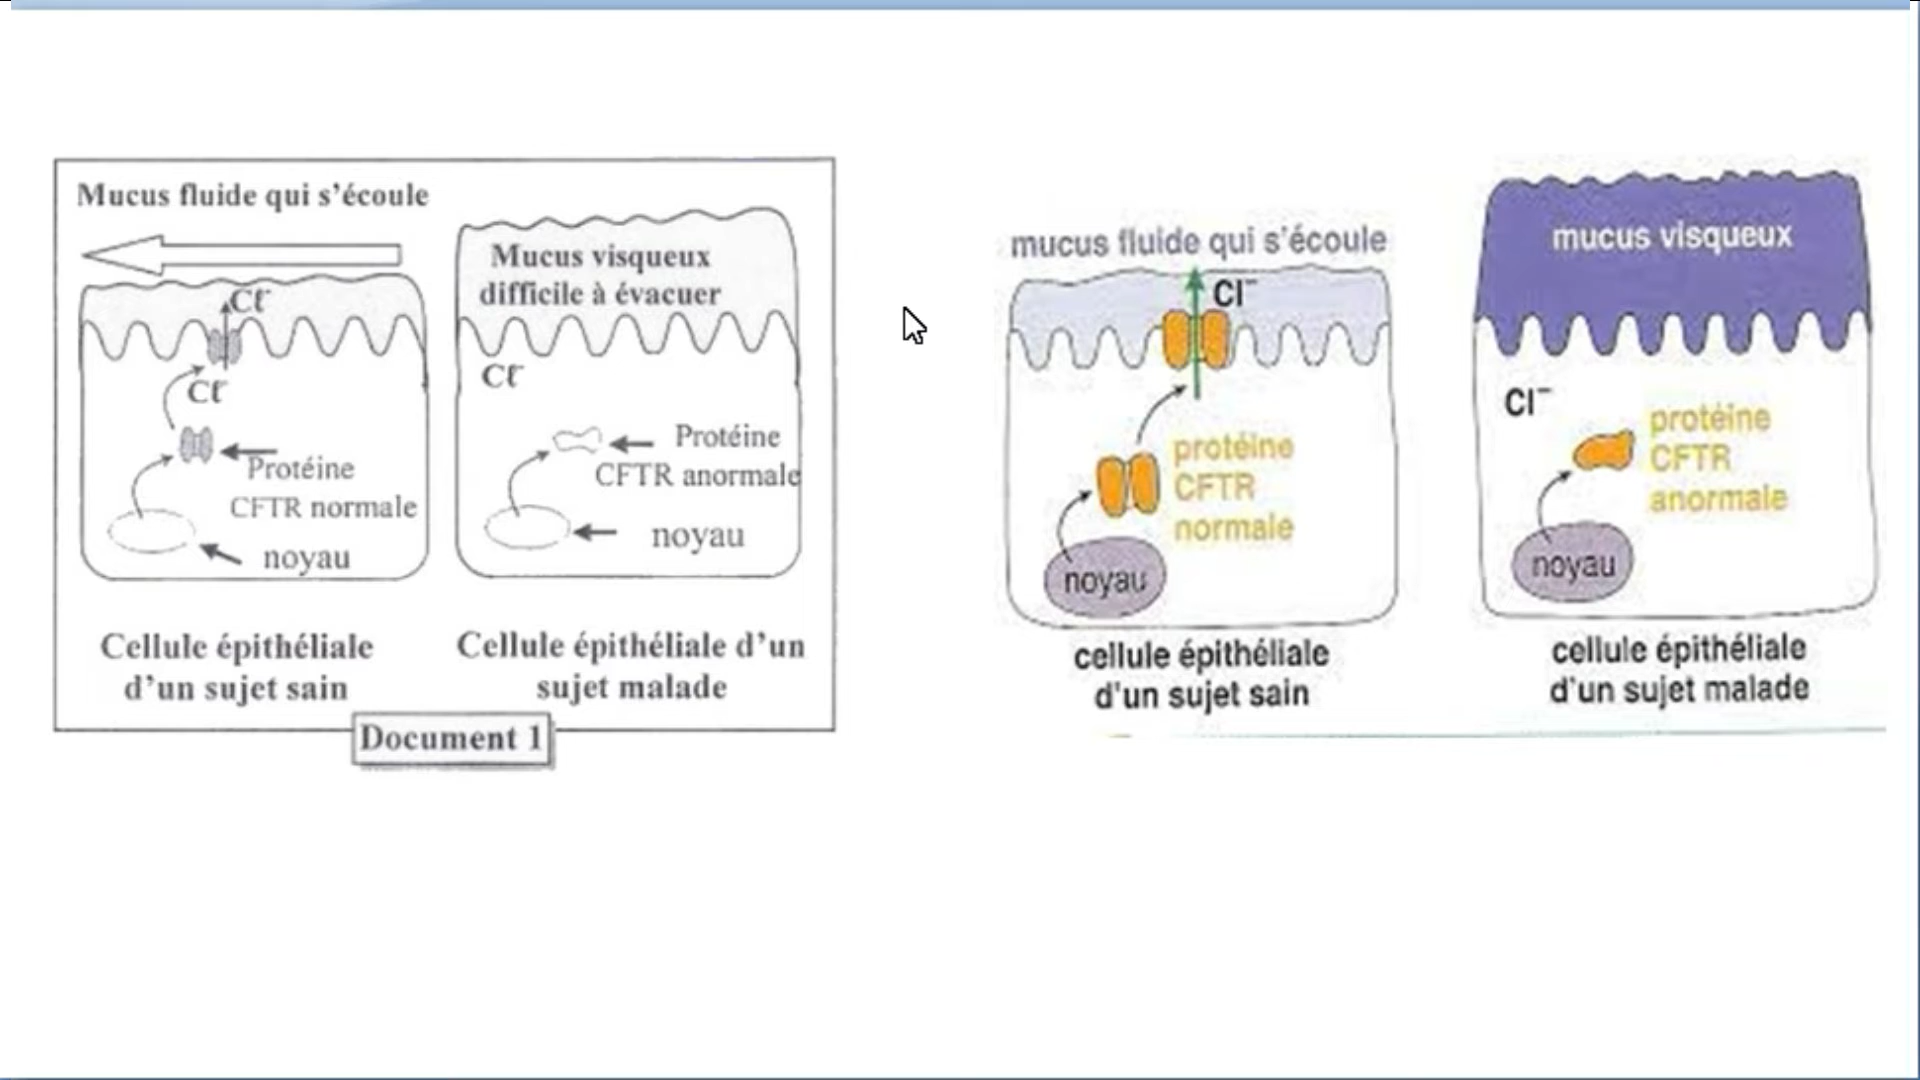 Mucus fluide qui s'écoule
Cl⁻
Cl⁻
Protéine
CFTR normale
noyau
Cellule épithéliale
d'un sujet sain
Mucus visqueux
difficile à évacuer
Cl⁻
Protéine
CFTR anormale
noyau
Cellule épithéliale d'un
sujet malade
Document 1
mucus fluide qui s'écoule
Cl⁻
protéine
CFTR
normale
noyau
cellule épithéliale
d'un sujet sain
mucus visqueux
Cl⁻
protéine
CFTR
anormale
noyau
cellule épithéliale
d'un sujet malade